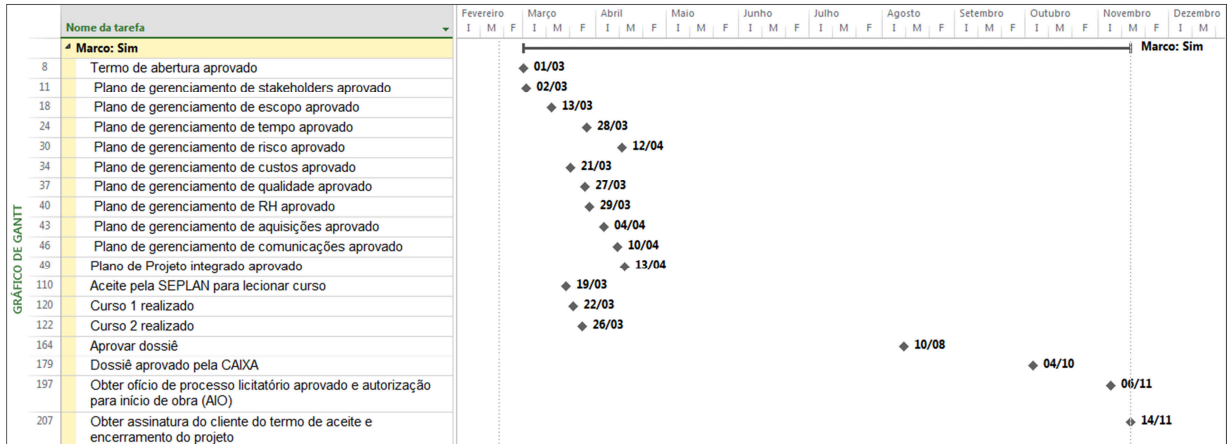 Fevereiro Março Abril Maio Junho Julho Agosto Setembro Outubro Novembro Dezembro
Nome da tarefa I M F I M F I M F I M F I M F I M F I M F I M F I M F I M F I M
Marco: Sim Marco: Sim
8 Termo de abertura aprovado 01/03
11 Plano de gerenciamento de stakeholders aprovado 02/03
18 Plano de gerenciamento de escopo aprovado 13/03
24 Plano de gerenciamento de tempo aprovado 28/03
30 Plano de gerenciamento de risco aprovado 12/04
34 Plano de gerenciamento de custos aprovado 21/03
37 Plano de gerenciamento de qualidade aprovado 27/03
40 Plano de gerenciamento de RH aprovado 29/03
43 Plano de gerenciamento de aquisições aprovado 04/04
46 Plano de gerenciamento de comunicações aprovado 10/04
49 Plano de Projeto integrado aprovado 13/04
110 Aceite pela SEPLAN para lecionar curso 19/03
120 Curso 1 realizado 22/03
122 Curso 2 realizado 26/03
164 Aprovar dossiê 10/08
179 Dossiê aprovado pela CAIXA 04/10
197 Obter ofício de processo licitatório aprovado e autorização 06/11
para início de obra (AIO)
207 Obter assinatura do cliente do termo de aceite e 14/11
encerramento do projeto
GRÁFICO DE GANTT